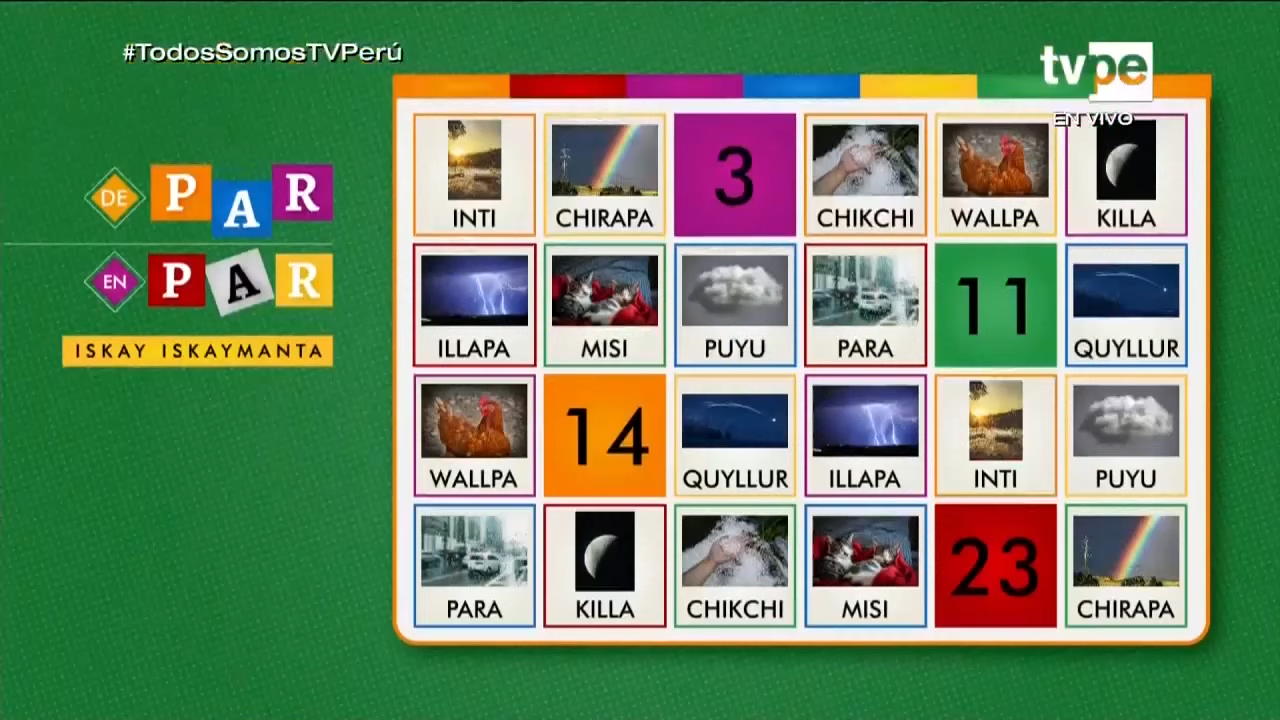 #TodosSomosTVPerú
tvpe
EN VIVO
DE PAR
EN PAR
ISKAY ISKAYMANTA
INTI CHIRAPA 3 CHIKCHI WALLPA KILLA
ILLAPA MISI PUYU PARA 11 QUYLLUR
WALLPA 14 QUYLLUR ILLAPA INTI PUYU
PARA KILLA CHIKCHI MISI 23 CHIRAPA